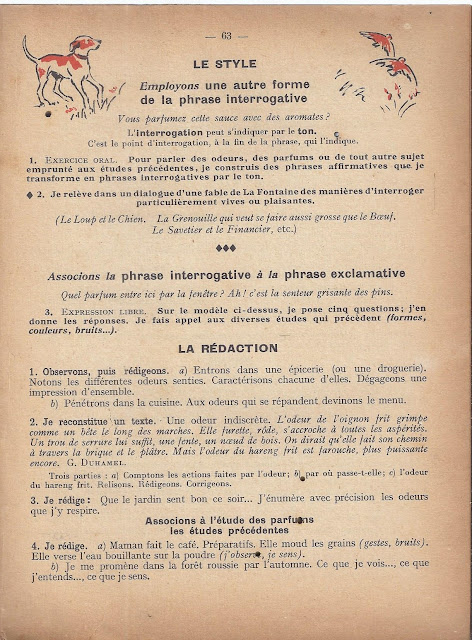 — 63 —
LE STYLE
Employons une autre forme
de la phrase interrogative
Vous parfumez cette sauce avec des aromates ?
L'interrogation peut s'indiquer par le ton.
C'est le point d'interrogation, à la fin de la phrase, qui l'indique.
1. EXERCICE ORAL. Pour parler des odeurs, des parfums ou de tout autre sujet
emprunté aux études précédentes, je construis des phrases affirmatives que je
transforme en phrases interrogatives par le ton.
◆ 2. Je relève dans un dialogue d'une fable de La Fontaine des manières d'interroger
particulièrement vives ou plaisantes.
(Le Loup et le Chien. La Grenouille qui veut se faire aussi grosse que le Bœuf.
Le Savetier et le Financier, etc.)
◆◆◆
Associons la phrase interrogative à la phrase exclamative
Quel parfum entre ici par la fenêtre ? Ah ! c'est la senteur grisante des pins.
3. EXPRESSION LIBRE. Sur le modèle ci-dessus, je pose cinq questions ; j'en
donne les réponses. Je fais appel aux diverses études qui précèdent (formes,
couleurs, bruits...).
LA RÉDACTION
1. Observons, puis rédigeons. a) Entrons dans une épicerie (ou une droguerie).
Notons les différentes odeurs senties. Caractérisons chacune d'elles. Dégageons une
impression d'ensemble.
b) Pénétrons dans la cuisine. Aux odeurs qui se répandent devinons le menu.
2. Je reconstitue un texte. Une odeur indiscrète. L'odeur de l'oignon frit grimpe
comme un bête le long des marches. Elle furette, rôde, s'accroche à toutes les aspérités.
Un trou de serrure lui suffit, une fente, un nœud de bois. On dirait qu'elle fait son chemin
à travers la brique et le plâtre. Mais l'odeur du hareng frit est farouche, plus puissante
encore. G. DUHAMEL.
Trois parties : a) Comptons les actions faites par l'odeur ; b) par où passe-t-elle ; c) l'odeur
du hareng frit. Relisons. Rédigeons. Corrigeons.
3. Je rédige : Que le jardin sent bon ce soir... J'énumère avec précision les odeurs
que j'y respire.
Associons à l'étude des parfums
les études précédentes
4. Je rédige. a) Maman fait le café. Préparatifs. Elle moud les grains (gestes, bruits).
Elle verse l'eau bouillante sur la poudre (j'observe, je sens).
b) Je me promène dans la forêt roussie par l'automne. Ce que je vois..., ce que
j'entends..., ce que je sens.